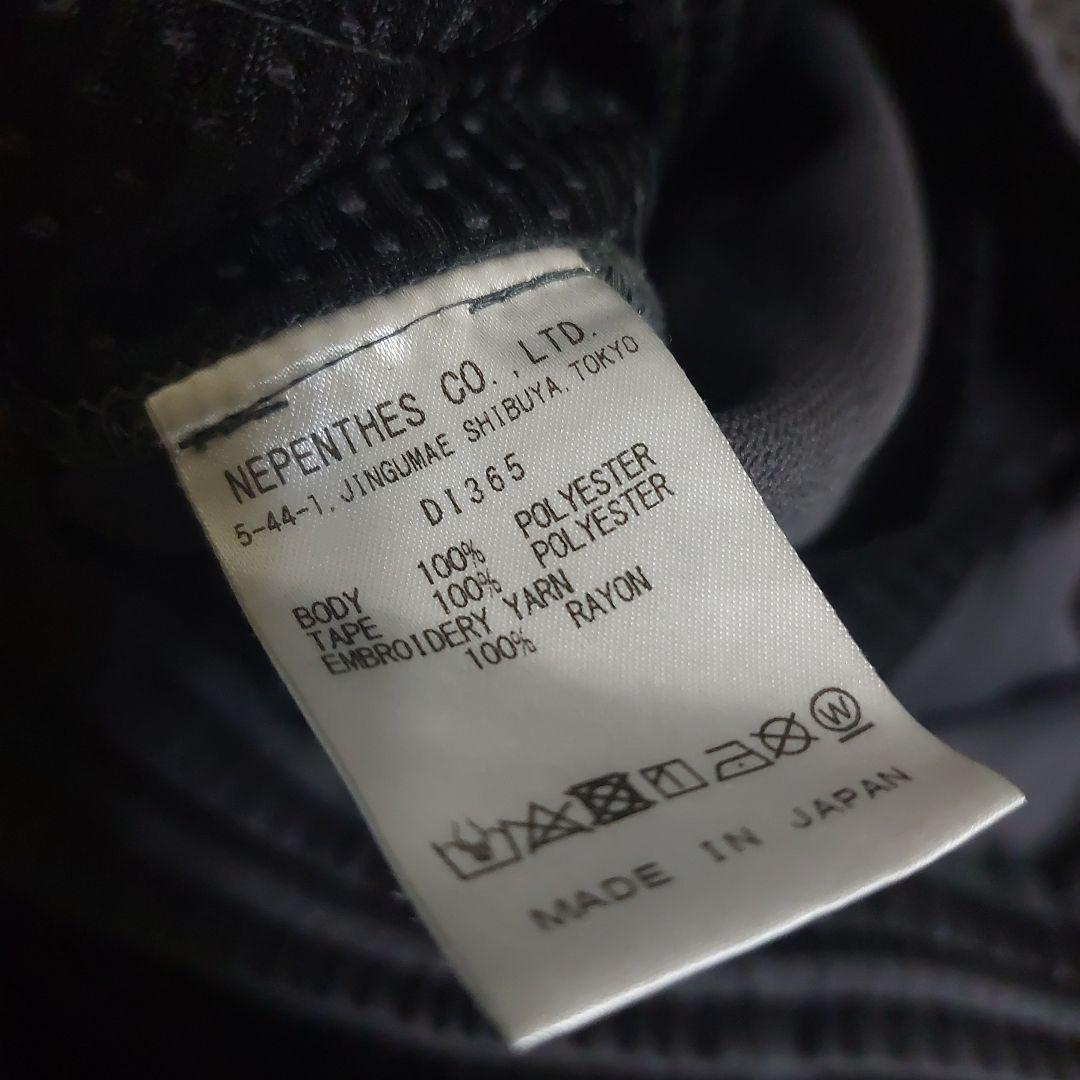 NEPENTHES CO.,LTD.
5-44-1,JINGUMAE SHIBUYA,TOKYO
DI365
BODY 100% POLYESTER
TAPE 100% POLYESTER
EMBROIDERY YARN
100% RAYON
W
MADE IN JAPAN